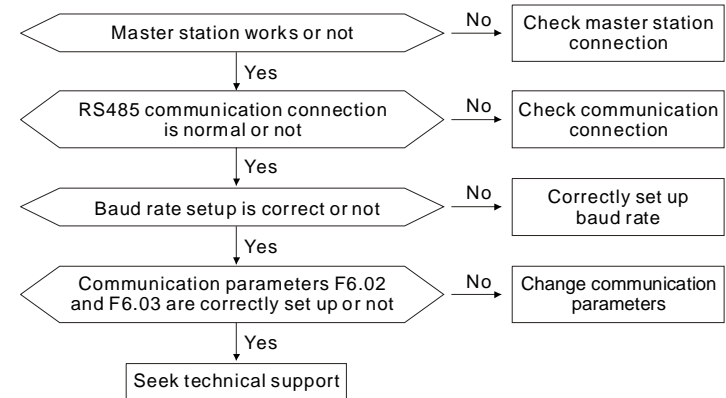 Master station works or not
No
Check master station
connection
Yes
RS485 communication connection
is normal or not
No
Check communication
connection
Yes
Baud rate setup is correct or not
No
Correctly set up
baud rate
Yes
Communication parameters F6.02
and F6.03 are correctly set up or not
No
Change communication
parameters
Yes
Seek technical support